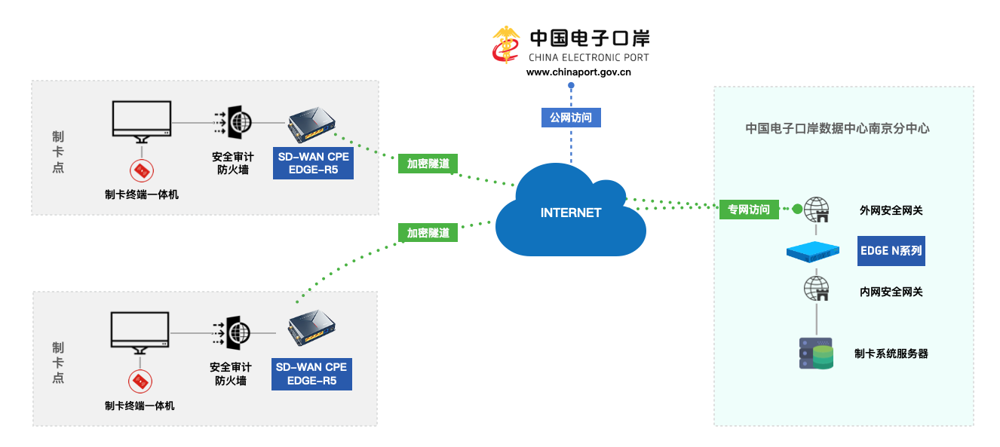 中国电子口岸
CHINA ELECTRONIC PORT
www.chinaport.gov.cn
公网访问
制
卡
点
制卡终端一体机
安全审计
防火墙
SD-WAN CPE
EDGE-R5
加密隧道
INTERNET
加密隧道
制
卡
点
制卡终端一体机
安全审计
防火墙
SD-WAN CPE
EDGE-R5
专网访问
中国电子口岸数据中心南京分中心
外网安全网关
EDGE N系列
内网安全网关
制卡系统服务器